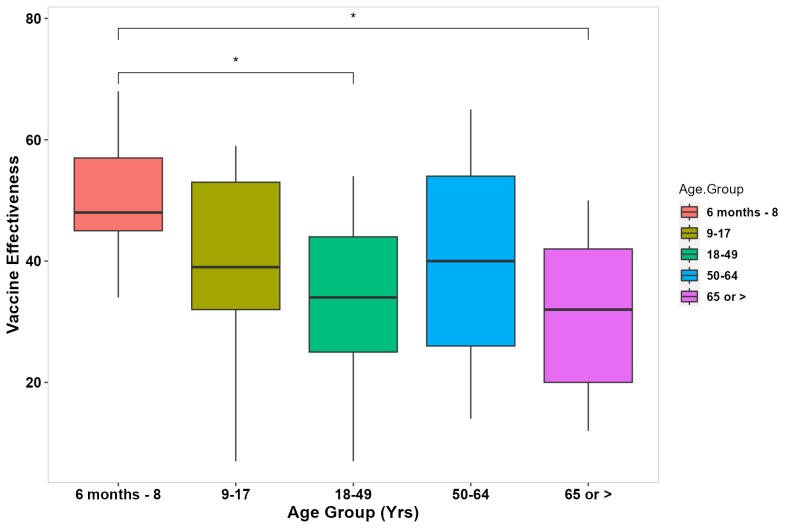 80
*
*
60
40
20
Vaccine Effectiveness
6 months - 8
9-17
18-49
50-64
65 or >
Age Group (Yrs)
Age.Group
6 months - 8
9-17
18-49
50-64
65 or >